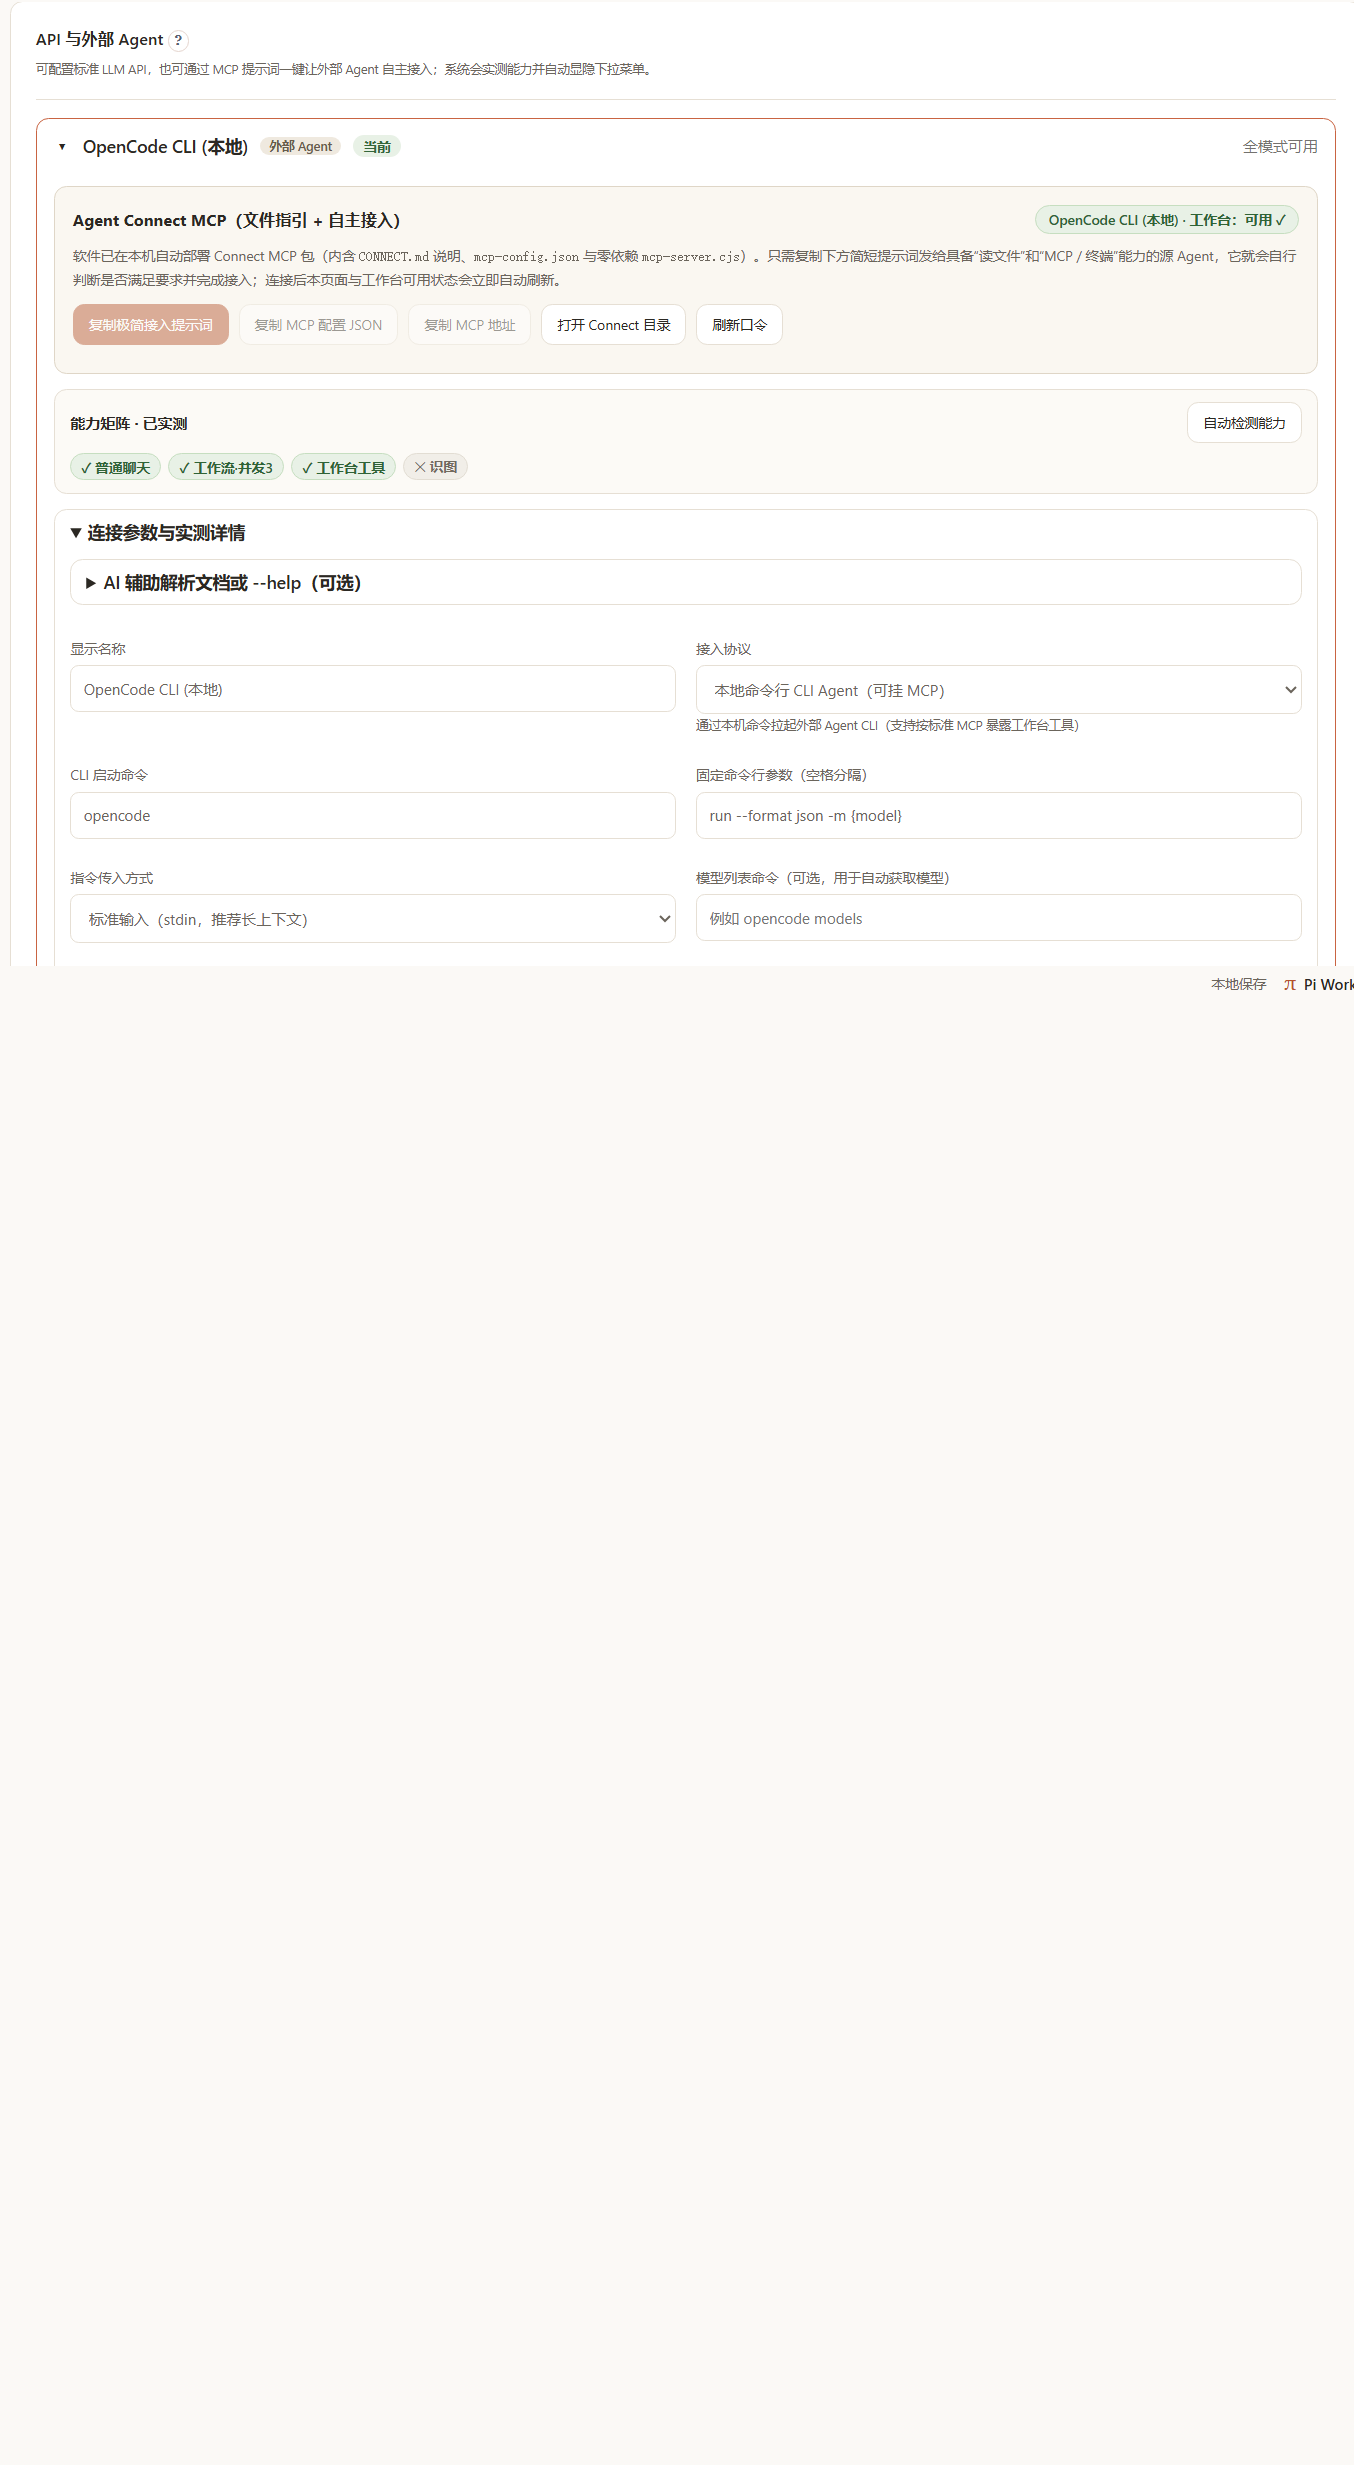 API 与外部 Agent ?
可配置标准 LLM API，也可通过 MCP 提示词一键让外部 Agent 自主接入；系统会实测能力并自动显隐下拉菜单。
▼ OpenCode CLI (本地) 外部 Agent 当前 全模式可用
Agent Connect MCP（文件指引 + 自主接入） OpenCode CLI (本地) · 工作台：可用 ✓
软件已在本机自动部署 Connect MCP 包（内含 CONNECT.md 说明、mcp-config.json 与零依赖 mcp-server.cjs）。只需复制下方简短提示词发给具备“读文件”和“MCP / 终端”能力的源 Agent，它就会自行
判断是否满足要求并完成接入；连接后本页面与工作台可用状态会立即自动刷新。
复制极简接入提示词 复制 MCP 配置 JSON 复制 MCP 地址 打开 Connect 目录 刷新口令
能力矩阵 · 已实测 自动检测能力
✓ 普通聊天 ✓ 工作流·并发3 ✓ 工作台工具 ✕ 识图
▼ 连接参数与实测详情
▶ AI 辅助解析文档或 --help（可选）
显示名称 接入协议
OpenCode CLI (本地) 本地命令行 CLI Agent（可挂 MCP）
通过本机命令拉起外部 Agent CLI（支持按标准 MCP 暴露工作台工具）
CLI 启动命令 固定命令行参数（空格分隔）
opencode run --format json -m {model}
指令传入方式 模型列表命令（可选，用于自动获取模型）
标准输入（stdin，推荐长上下文） 例如 opencode models
本地保存 π Pi Work